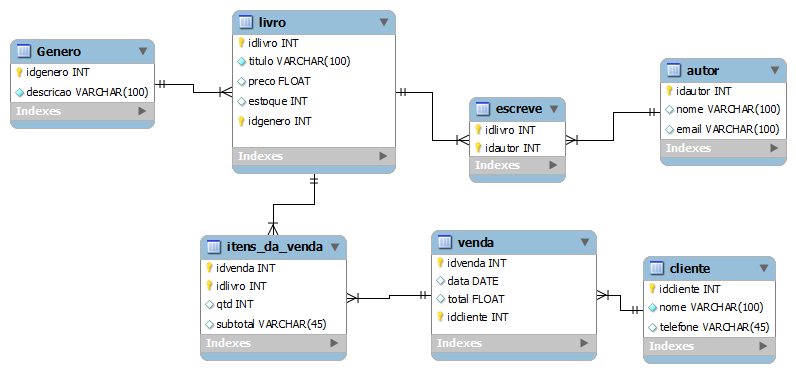 Genero
idgenero INT
descricao VARCHAR(100)
Indexes
livro
idlivro INT
titulo VARCHAR(100)
preco FLOAT
estoque INT
idgenero INT
Indexes
escreve
idlivro INT
idautor INT
Indexes
autor
idautor INT
nome VARCHAR(100)
email VARCHAR(100)
Indexes
itens_da_venda
idvenda INT
idlivro INT
qtd INT
subtotal VARCHAR(45)
Indexes
venda
idvenda INT
data DATE
total FLOAT
idcliente INT
Indexes
cliente
idcliente INT
nome VARCHAR(100)
telefone VARCHAR(45)
Indexes